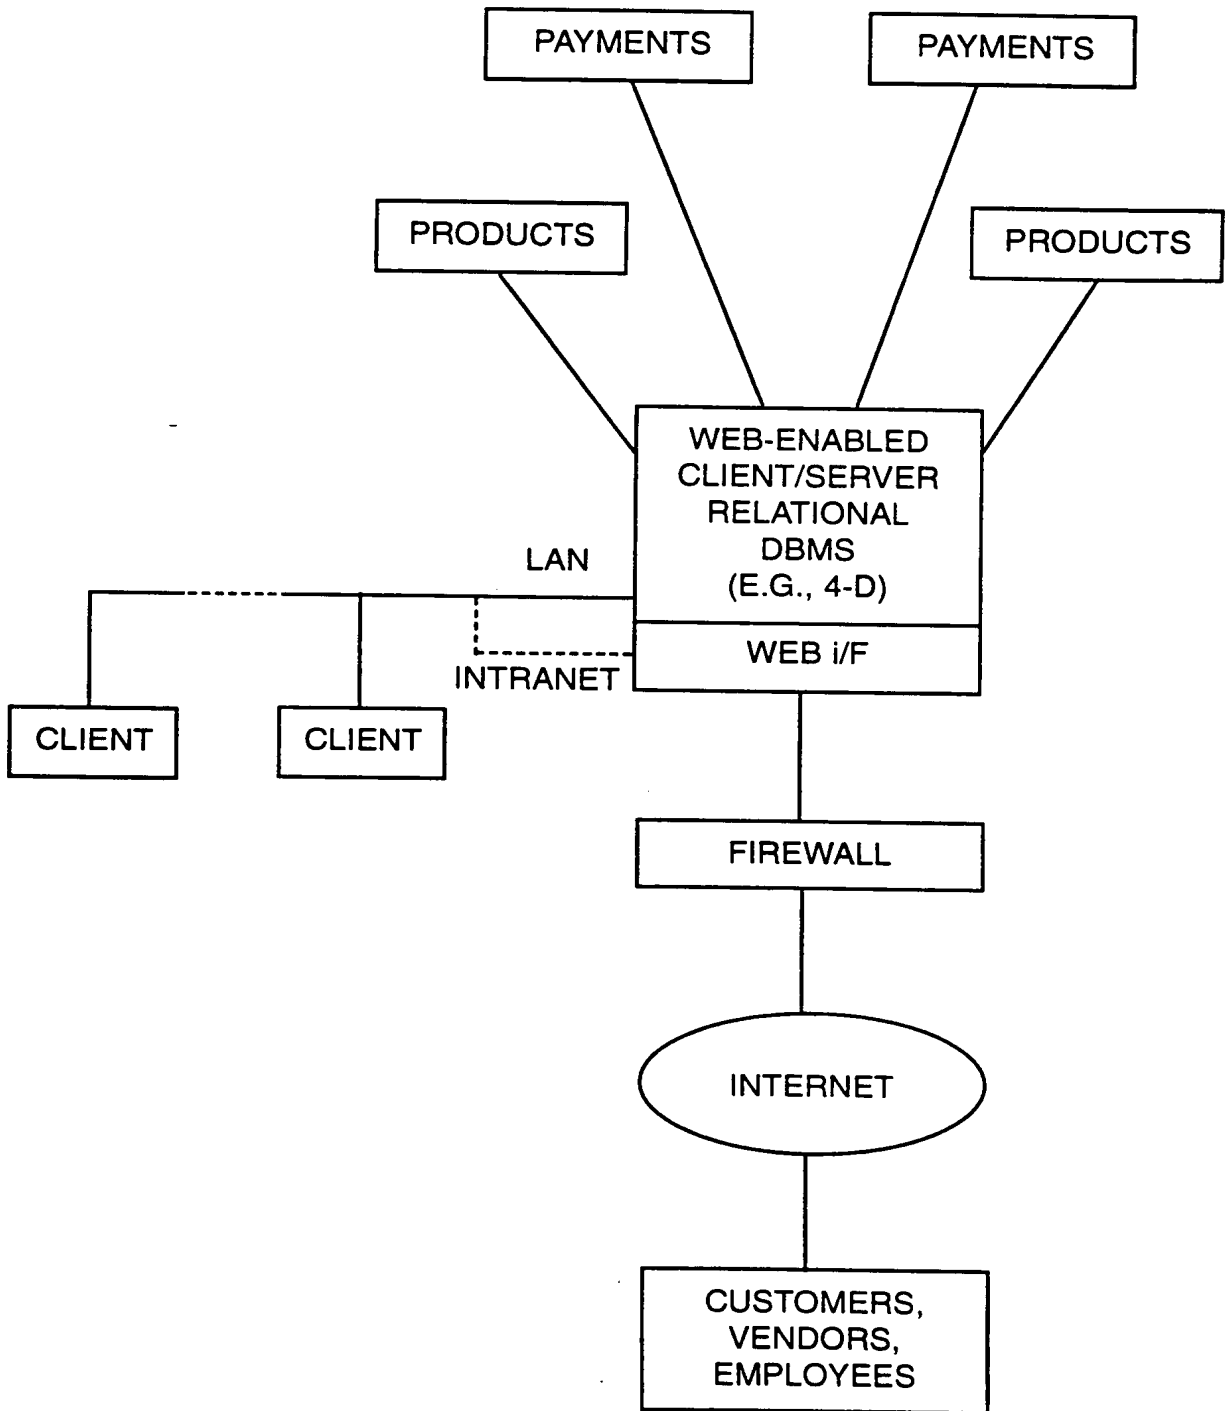 PAYMENTS
PAYMENTS
PRODUCTS
PRODUCTS
WEB-ENABLED
CLIENT/SERVER
RELATIONAL
DBMS
(E.G., 4-D)
LAN
WEB i/F
INTRANET
CLIENT
CLIENT
FIREWALL
INTERNET
CUSTOMERS,
VENDORS,
EMPLOYEES